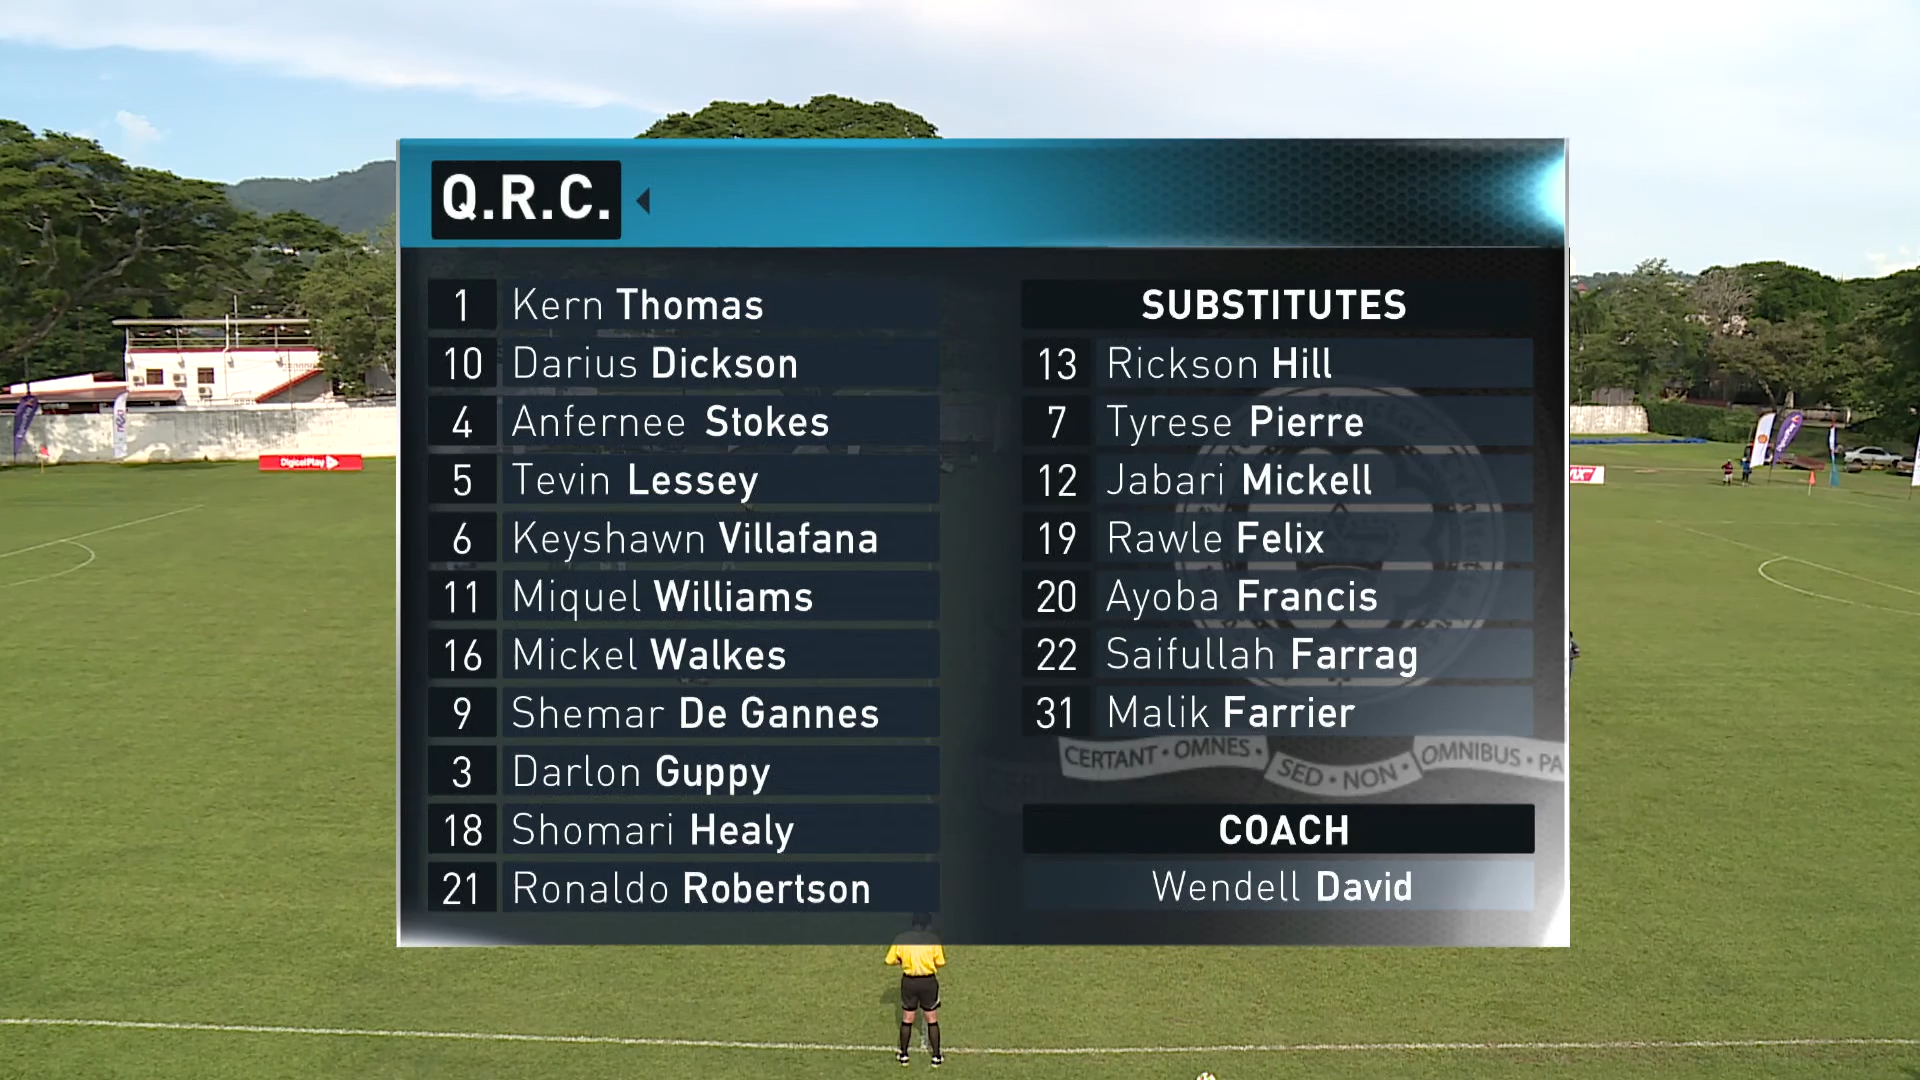 Q.R.C.
1 Kern Thomas
10 Darius Dickson
4 Anfernee Stokes
5 Tevin Lessey
6 Keyshawn Villafana
11 Miquel Williams
16 Mickel Walkes
9 Shemar De Gannes
3 Darlon Guppy
18 Shomari Healy
21 Ronaldo Robertson
SUBSTITUTES
13 Rickson Hill
7 Tyrese Pierre
12 Jabari Mickell
19 Rawle Felix
20 Ayoba Francis
22 Saifullah Farrag
31 Malik Farrier
CERTANT · OMNES · SED · NON · OMNIBUS · PA
COACH
Wendell David
DigicelPlay